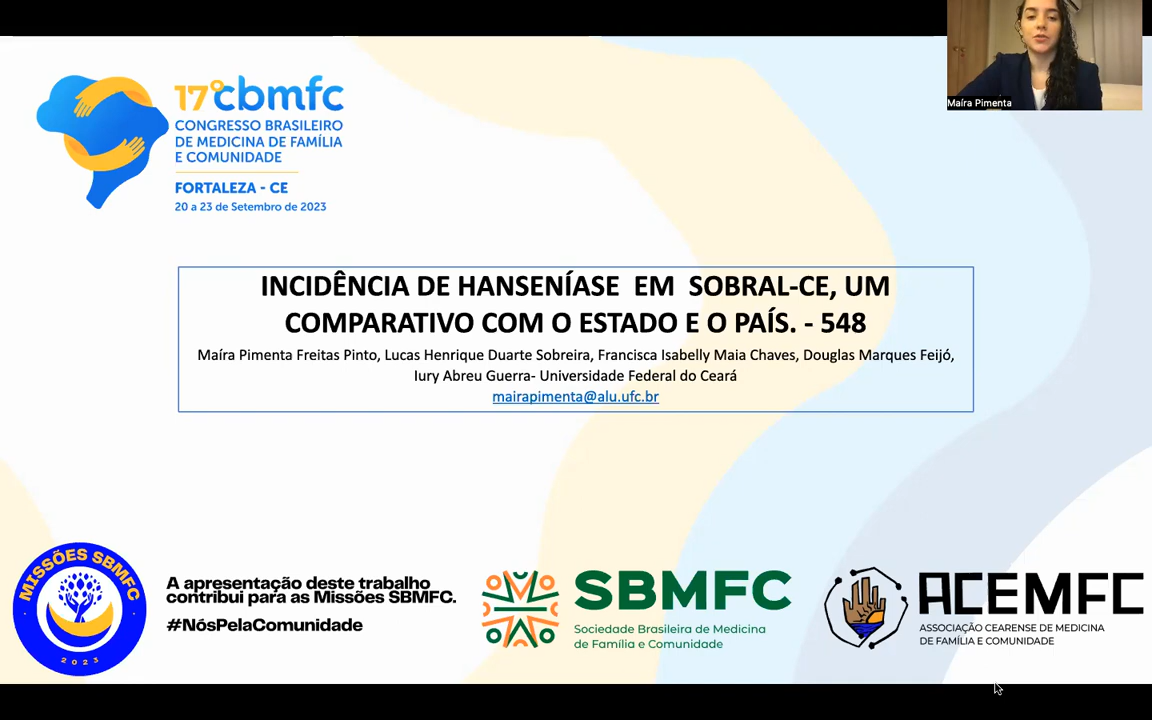 Maíra Pimenta
17º cbmfc
CONGRESSO BRASILEIRO
DE MEDICINA DE FAMÍLIA
E COMUNIDADE
FORTALEZA - CE
20 a 23 de Setembro de 2023
INCIDÊNCIA DE HANSENÍASE EM SOBRAL-CE, UM
COMPARATIVO COM O ESTADO E O PAÍS. - 548
Maíra Pimenta Freitas Pinto, Lucas Henrique Duarte Sobreira, Francisca Isabelly Maia Chaves, Douglas Marques Feijó,
Iury Abreu Guerra- Universidade Federal do Ceará
mairapimenta@alu.ufc.br
MISSÕES SBMFC
2023
A apresentação deste trabalho
contribui para as Missões SBMFC.
#NósPelaComunidade
SBMFC
Sociedade Brasileira de Medicina
de Família e Comunidade
ACEMFC
ASSOCIAÇÃO CEARENSE DE MEDICINA
DE FAMÍLIA E COMUNIDADE